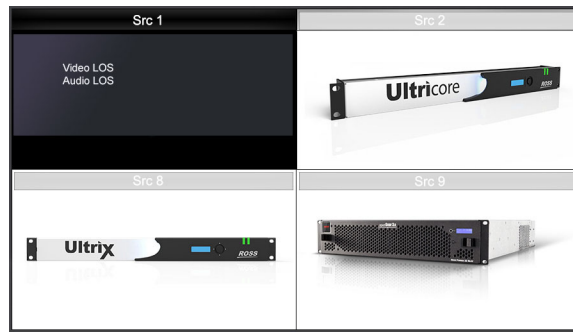 Src 1
Src 2
Video LOS
Audio LOS
Ultricore
ROSS
Src 8
Src 9
Ultrix
ROSS